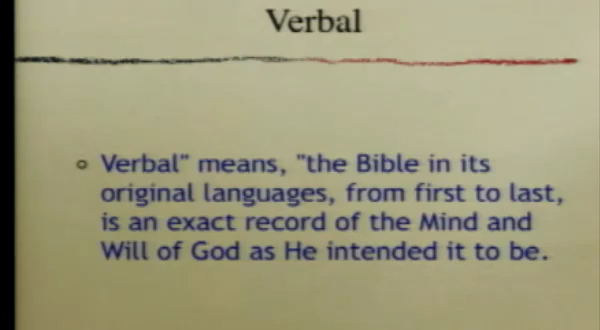 Verbal
Verbal" means, "the Bible in its
original languages, from first to last,
is an exact record of the Mind and
Will of God as He intended it to be.